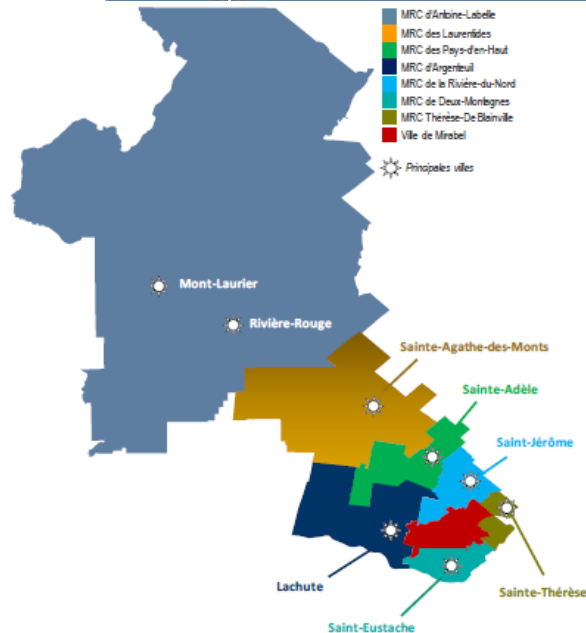 MRC d'Antoine-Labelle
MRC des Laurentides
MRC des Pays-d'en-Haut
MRC d'Argenteuil
MRC de la Rivière-du-Nord
MRC de Deux-Montagnes
MRC Thérèse-De Blainville
Ville de Mirabel
Principales villes
Mont-Laurier
Rivière-Rouge
Sainte-Agathe-des-Monts
Sainte-Adèle
Saint-Jérôme
Lachute
Sainte-Thérèse
Saint-Eustache